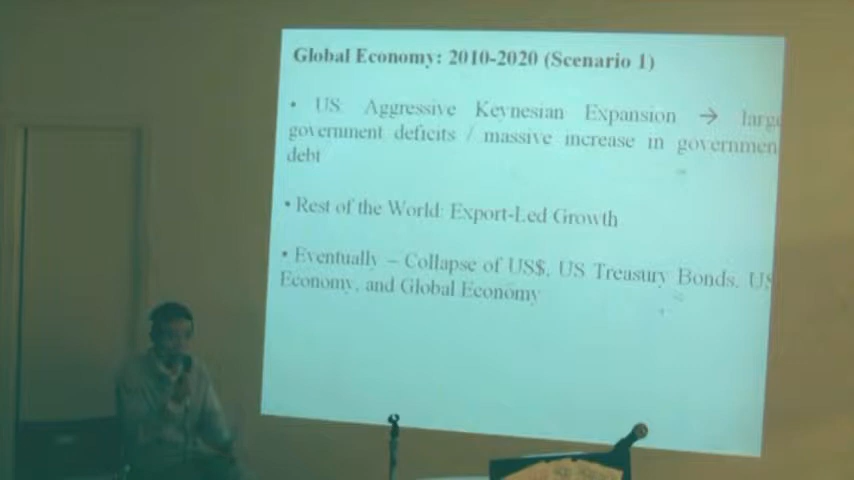 Global Economy: 2010-2020 (Scenario 1)
• US: Aggressive Keynesian Expansion → large
government deficits / massive increase in governmen
debt
• Rest of the World: Export-Led Growth
• Eventually – Collapse of US$, US Treasury Bonds, US
Economy, and Global Economy